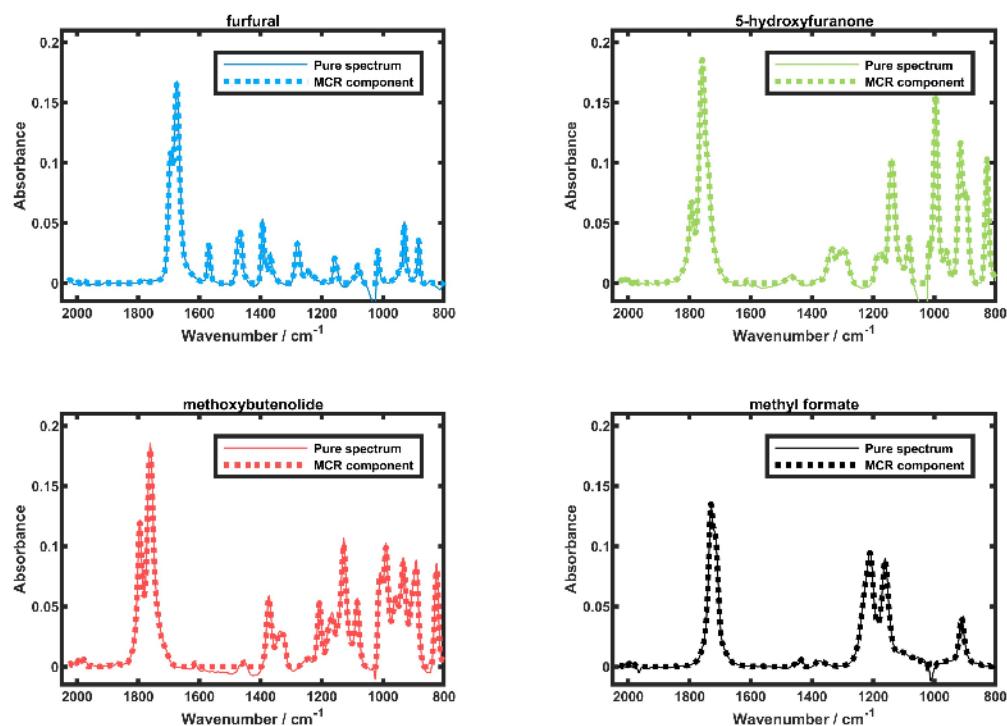 furfural
0.2
0.15
0.1
0.05
0
Absorbance
Pure spectrum
MCR component
2000 1800 1600 1400 1200 1000 800
Wavenumber / cm-1
5-hydroxyfuranone
0.2
0.15
0.1
0.05
0
Absorbance
Pure spectrum
MCR component
2000 1800 1600 1400 1200 1000 800
Wavenumber / cm-1
methoxybutenolide
0.2
0.15
0.1
0.05
0
Absorbance
Pure spectrum
MCR component
2000 1800 1600 1400 1200 1000 800
Wavenumber / cm-1
methyl formate
0.2
0.15
0.1
0.05
0
Absorbance
Pure spectrum
MCR component
2000 1800 1600 1400 1200 1000 800
Wavenumber / cm-1